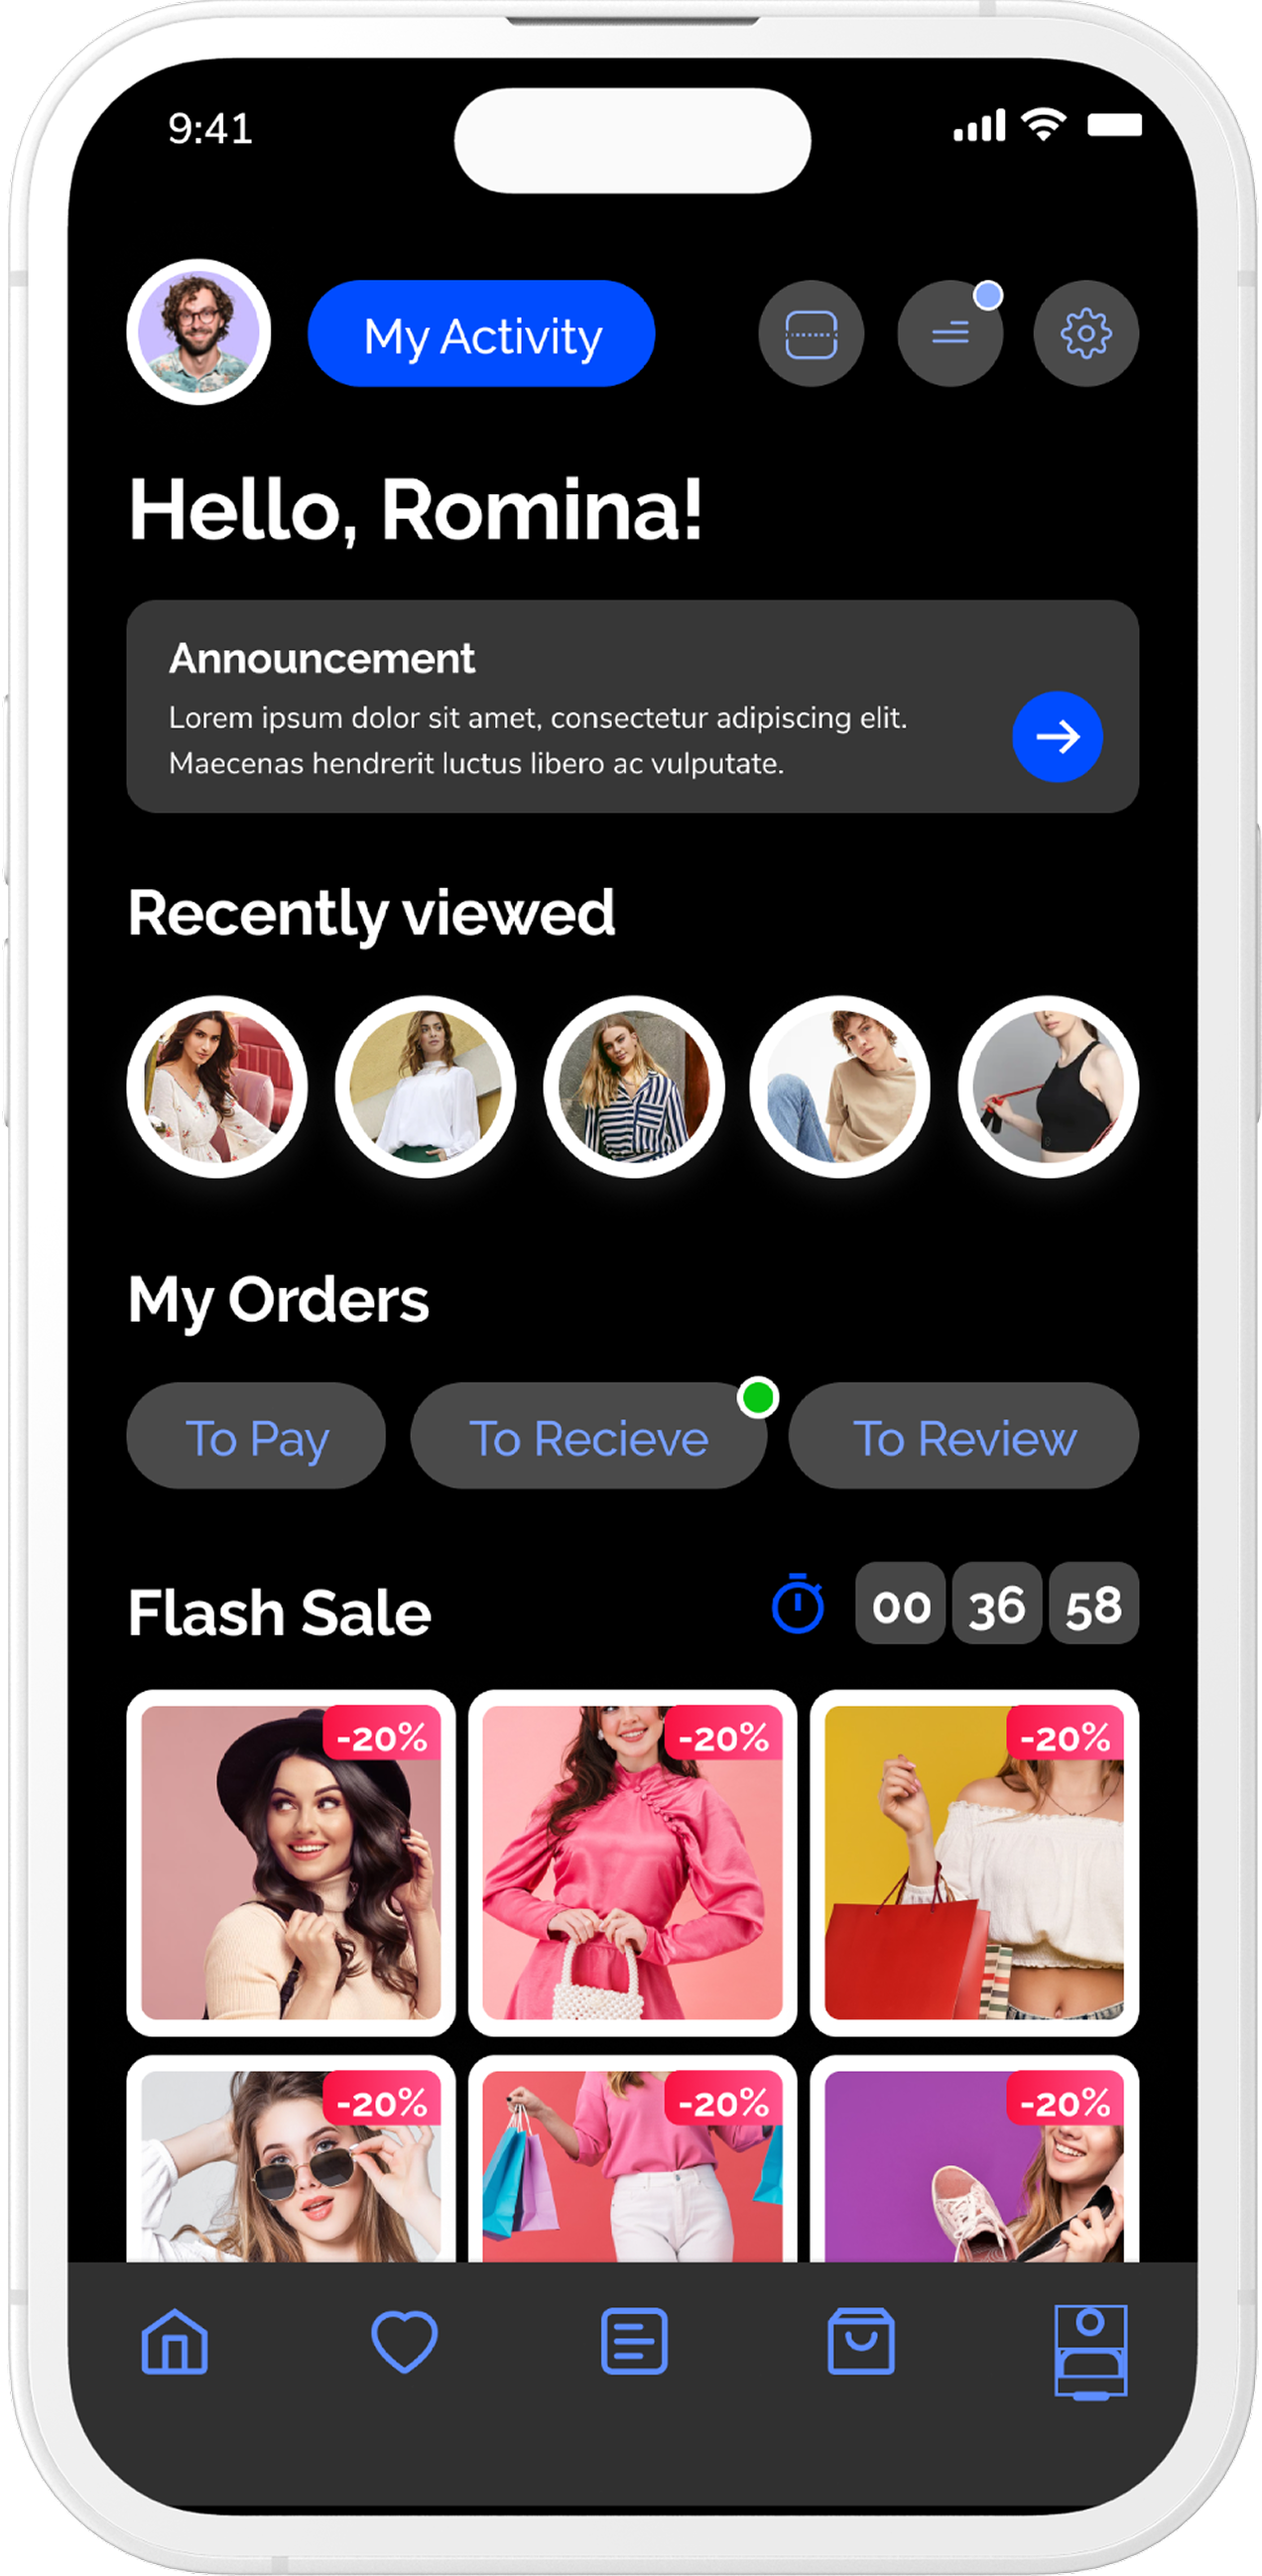 9:41
My Activity
Hello, Romina!
Announcement
Lorem ipsum dolor sit amet, consectetur adipiscing elit.
Maecenas hendrerit luctus libero ac vulputate.
Recently viewed
My Orders
To Pay
To Recieve
To Review
Flash Sale
00 36 58
-20%
-20%
-20%
-20%
-20%
-20%